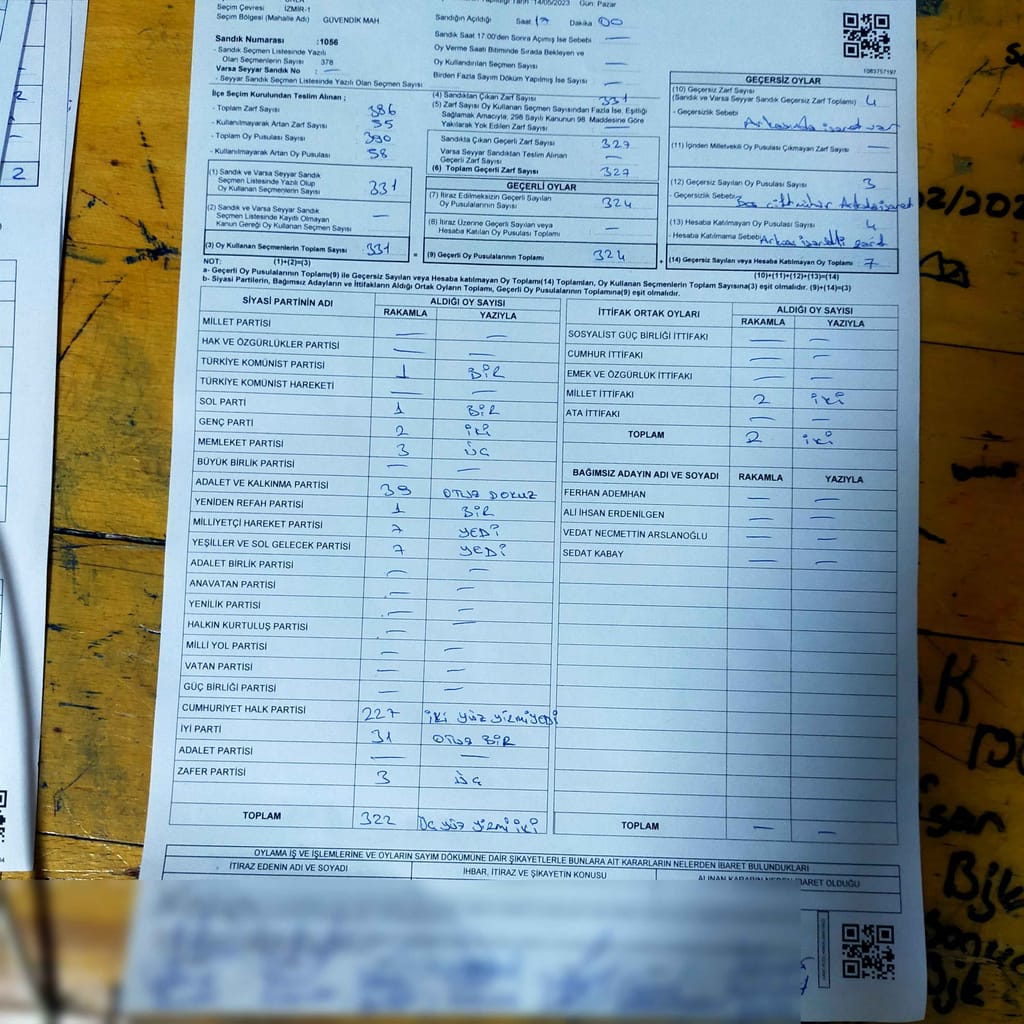 Seçim Çevresi İZMİR-1
Seçim Bölgesi (Mahalle Adı) GÜVENDİK MAH
14/05/2023 Gün: Pazar
Sandığın Açıldığı Saat 17 Dakika 00
Sandık Saat 17:00'den Sonra Açımış İse Sebebi —
Oy Verme Saati Bitiminde Sırada Bekleyen ve
Oy Kullandırılan Seçmen Sayısı —
Birden Fazla Sayım Döküm Yapılmış İse Sayısı —
Sandık Numarası :1056
- Sandık Seçmen Listesinde Yazılı
Olan Seçmenlerin Sayısı 378
Varsa Seyyar Sandık No : —
- Seyyar Sandık Seçmen Listesinde Yazılı Olan Seçmen Sayısı
İlçe Seçim Kurulundan Teslim Alınan ;
- Toplam Zarf Sayısı 386
- Kullanılmayarak Artan Zarf Sayısı 55
- Toplam Oy Pusulası Sayısı 390
- Kullanılmayarak Artan Oy Pusulası 58
(1) Sandık ve Varsa Seyyar Sandık
Seçmen Listesinde Yazılı Olup
Oy Kullanan Seçmenlerin Sayısı 331
(2) Sandık ve Varsa Seyyar Sandık
Seçmen Listesinde Kayıtlı Olmayan
Kanun Gereği Oy Kullanan Seçmen Sayısı —
(3) Oy Kullanan Seçmenlerin Toplam Sayısı 331
(4) Sandıktan Çıkan Zarf Sayısı 331
(5) Zarf Sayısı Oy Kullanan Seçmen Sayısından Fazla İse, Eşitliği
Sağlamak Amacıyla, 298 Sayılı Kanunun 98. Maddesine Göre
Yakılarak Yok Edilen Zarf Sayısı —
Sandıkta Çıkan Geçerli Zarf Sayısı 327
Varsa Seyyar Sandıktan Teslim Alınan
Geçerli Zarf Sayısı —
(6) Toplam Geçerli Zarf Sayısı 327
GEÇERLİ OYLAR
(7) İtiraz Edilmeksizin Geçerli Sayılan
Oy Pusulalarının Sayısı 324
(8) İtiraz Üzerine Geçerli Sayılan veya
Hesaba Katılan Oy Pusulası Toplamı —
= (9) Geçerli Oy Pusulalarının Toplamı 324
1083757197
GEÇERSİZ OYLAR
(10) Geçersiz Zarf Sayısı
(Sandık ve Varsa Seyyar Sandık Geçersiz Zarf Toplamı) 4
- Geçersizlik Sebebi
Arkasında işaret var
(11) İçinden Milletvekili Oy Pusulası Çıkmayan Zarf Sayısı —
(12) Geçersiz Sayılan Oy Pusulası Sayısı 3
- Geçersizlik Sebebi
(13) Hesaba Katılmayan Oy Pusulası Sayısı 4
- Hesaba Katılmama Sebebi
+ (14) Geçersiz Sayılan veya Hesaba Katılmayan Oy Toplamı 7
NOT: (1)+(2)=(3)
(10)+(11)+(12)+(13)=(14)
a- Geçerli Oy Pusulalarının Toplamı(9) ile Geçersiz Sayılan veya Hesaba katılmayan Oy Toplamı(14) Toplamları, Oy Kullanan Seçmenlerin Toplam Sayısına(3) eşit olmalıdır. (9)+(14)=(3)
b- Siyasi Partilerin, Bağımsız Adayların ve İttifakların Aldığı Ortak Oyların Toplamı, Geçerli Oy Pusulalarının Toplamına(9) eşit olmalıdır.
SİYASİ PARTİNİN ADI ALDIĞI OY SAYISI
RAKAMLA YAZIYLA
MİLLET PARTİSİ — —
HAK VE ÖZGÜRLÜKLER PARTİSİ — —
TÜRKİYE KOMÜNİST PARTİSİ 1 BİR
TÜRKİYE KOMÜNİST HAREKETİ — —
SOL PARTİ 1 BİR
GENÇ PARTİ 2 iKi
MEMLEKET PARTİSİ 3 Üç
BÜYÜK BİRLİK PARTİSİ — —
ADALET VE KALKINMA PARTİSİ 39 OTUZ DOKUZ
YENİDEN REFAH PARTİSİ 1 BİR
MİLLİYETÇİ HAREKET PARTİSİ 7 YEDİ
YEŞİLLER VE SOL GELECEK PARTİSİ 7 YEDİ
ADALET BİRLİK PARTİSİ — —
ANAVATAN PARTİSİ — —
YENİLİK PARTİSİ — —
HALKIN KURTULUŞ PARTİSİ — —
MİLLİ YOL PARTİSİ — —
VATAN PARTİSİ — —
GÜÇ BİRLİĞİ PARTİSİ — —
CUMHURİYET HALK PARTİSİ 227 iki yüz yirmiyedi
İYİ PARTİ 31 OTUZ BİR
ADALET PARTİSİ — —
ZAFER PARTİSİ 3 Üç
TOPLAM 322 Üç yüz yirmi iki
İTTİFAK ORTAK OYLARI ALDIĞI OY SAYISI
RAKAMLA YAZIYLA
SOSYALİST GÜÇ BİRLİĞİ İTTİFAKI — —
CUMHUR İTTİFAKI — —
EMEK VE ÖZGÜRLÜK İTTİFAKI — —
MİLLET İTTİFAKI 2 iki
ATA İTTİFAKI — —
TOPLAM 2 iki
BAĞIMSIZ ADAYIN ADI VE SOYADI RAKAMLA YAZIYLA
FERHAN ADEMHAN — —
ALİ İHSAN ERDENİLGEN — —
VEDAT NECMETTİN ARSLANOĞLU — —
SEDAT KABAY — —
TOPLAM — —
OYLAMA İŞ VE İŞLEMLERİNE VE OYLARIN SAYIM DÖKÜMÜNE DAİR ŞİKAYETLERLE BUNLARA AİT KARARLARIN NELERDEN İBARET BULUNDUKLARI
İTİRAZ EDENİN ADI VE SOYADI İHBAR, İTİRAZ VE ŞİKAYETİN KONUSU ALINAN KARARIN NEDEN İBARET OLDUĞU
2
Bjk